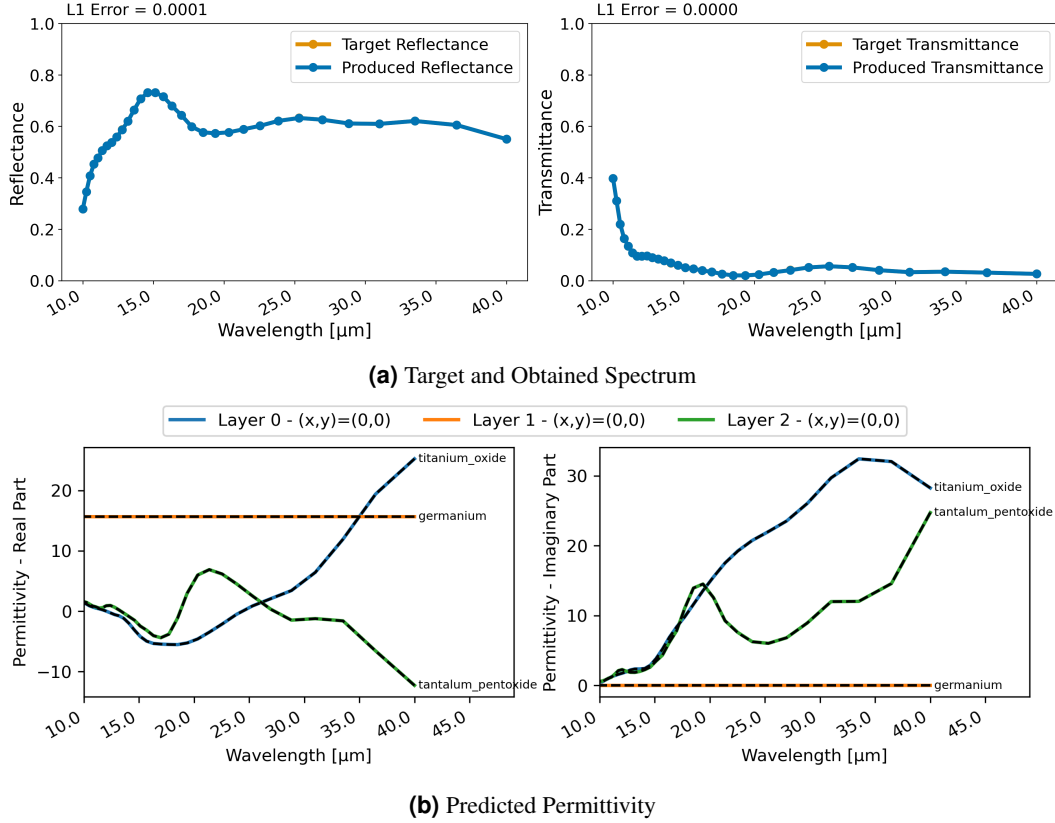 L1 Error = 0.0001
1.0
0.8
0.6
0.4
0.2
0.0
Reflectance
Target Reflectance
Produced Reflectance
10.0 15.0 20.0 25.0 30.0 35.0 40.0
Wavelength [μm]
L1 Error = 0.0000
1.0
0.8
0.6
0.4
0.2
0.0
Transmittance
Target Transmittance
Produced Transmittance
10.0 15.0 20.0 25.0 30.0 35.0 40.0
Wavelength [μm]
(a) Target and Obtained Spectrum
Layer 0 - (x,y)=(0,0) Layer 1 - (x,y)=(0,0) Layer 2 - (x,y)=(0,0)
20
10
0
−10
Permittivity - Real Part
titanium_oxide
germanium
tantalum_pentoxide
10.0 15.0 20.0 25.0 30.0 35.0 40.0 45.0
Wavelength [μm]
30
20
10
0
Permittivity - Imaginary Part
titanium_oxide
tantalum_pentoxide
germanium
10.0 15.0 20.0 25.0 30.0 35.0 40.0 45.0
Wavelength [μm]
(b) Predicted Permittivity